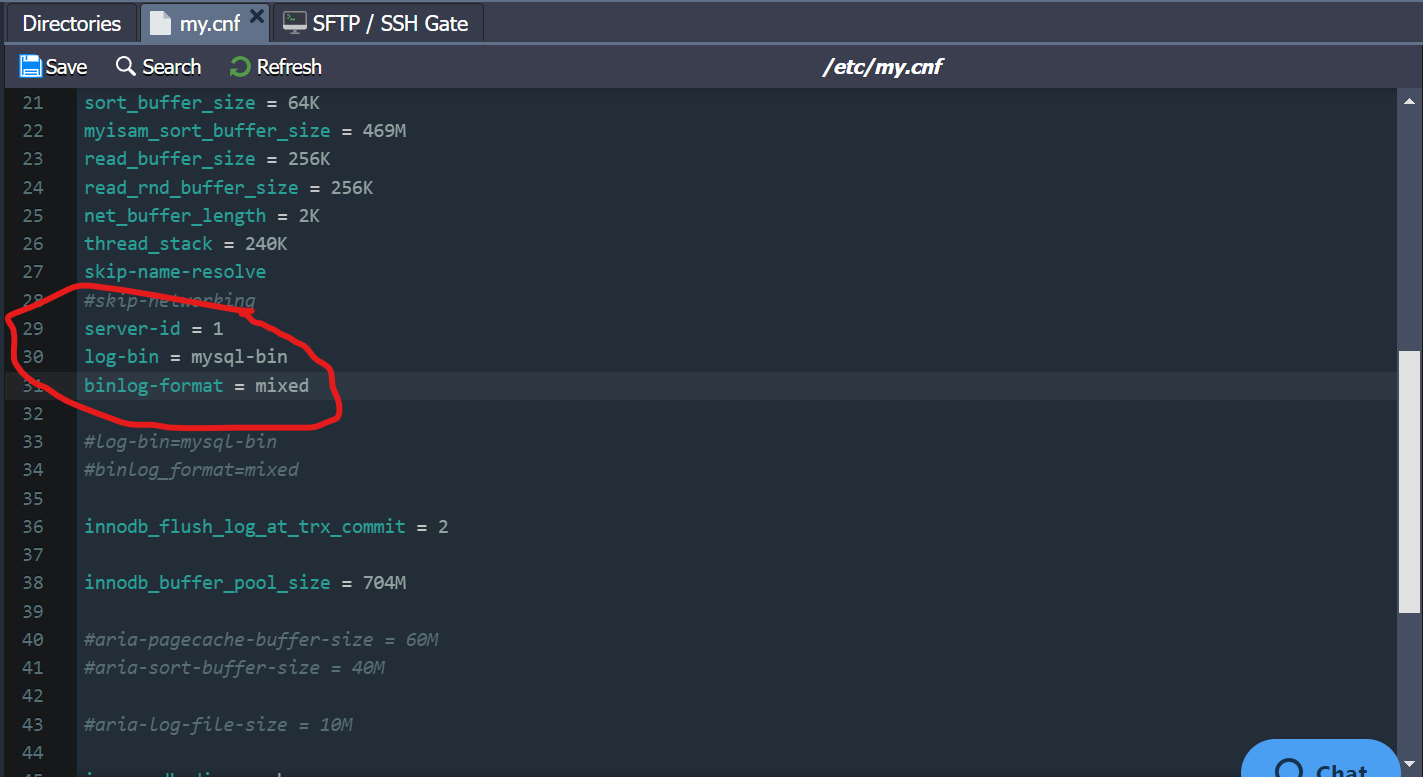 Directories my.cnf SFTP / SSH Gate
Save Search Refresh /etc/my.cnf
21 sort_buffer_size = 64K
22 myisam_sort_buffer_size = 469M
23 read_buffer_size = 256K
24 read_rnd_buffer_size = 256K
25 net_buffer_length = 2K
26 thread_stack = 240K
27 skip-name-resolve
28 #skip-networking
29 server-id = 1
30 log-bin = mysql-bin
31 binlog-format = mixed
32
33 #log-bin=mysql-bin
34 #binlog_format=mixed
35
36 innodb_flush_log_at_trx_commit = 2
37
38 innodb_buffer_pool_size = 704M
39
40 #aria-pagecache-buffer-size = 60M
41 #aria-sort-buffer-size = 40M
42
43 #aria-log-file-size = 10M
44
Chat